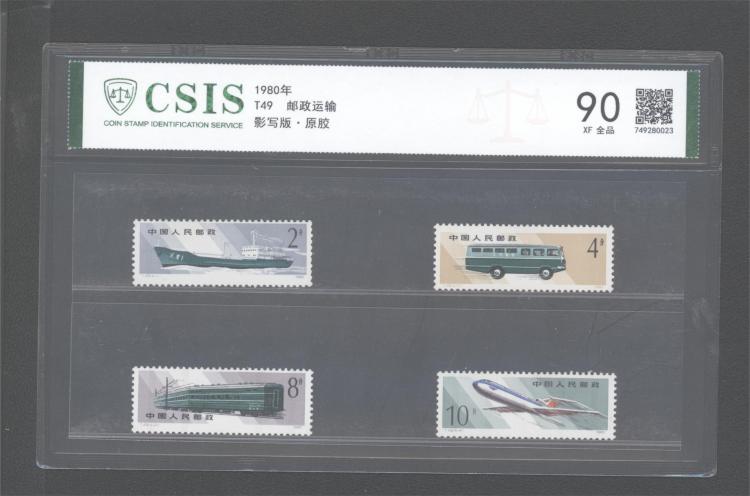 CSIS
COIN STAMP IDENTIFICATION SERVICE
1980年
T49 邮政运输
影写版·原胶
90
XF 全品
749280023
中国人民邮政
2分
中国人民邮政
4分
8分
中国人民邮政
中国人民邮政
10分